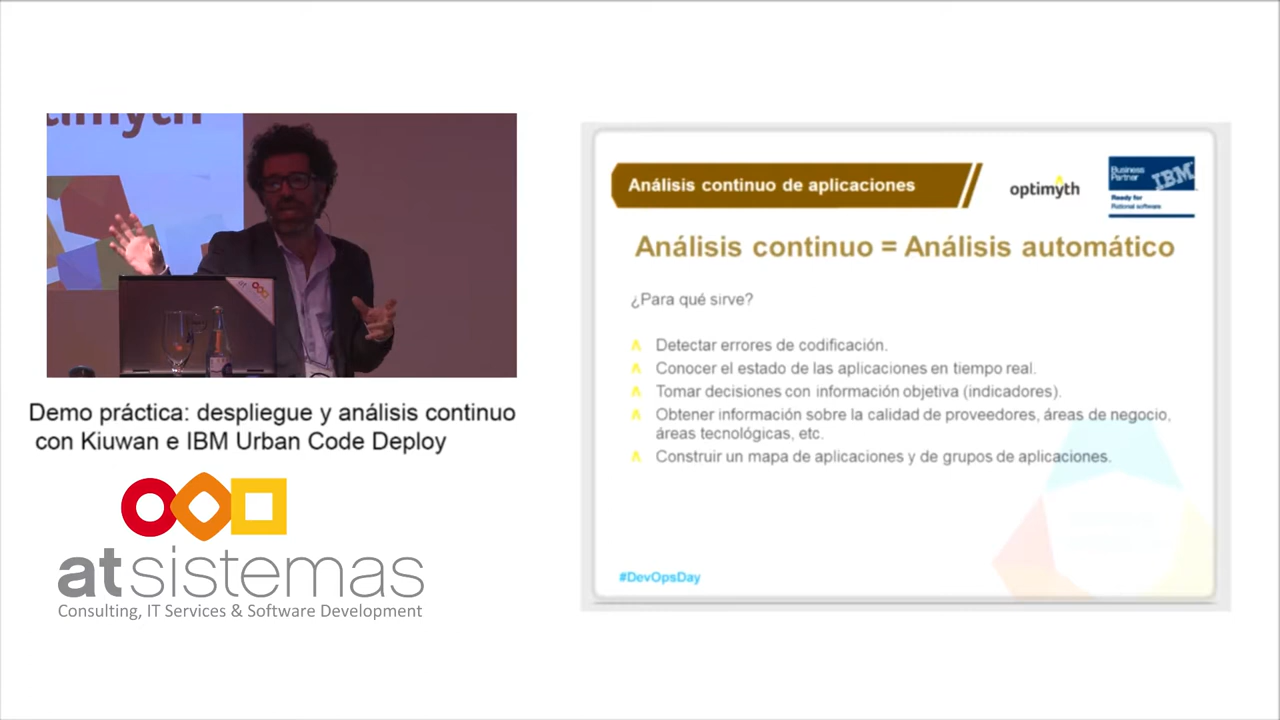 Demo práctica: despliegue y análisis continuo
con Kiuwan e IBM Urban Code Deploy
atsistemas
Consulting, IT Services & Software Development
Análisis continuo de aplicaciones
optimyth
Business
Partner
IBM
Ready for
Rational software
Análisis continuo = Análisis automático
¿Para qué sirve?
Detectar errores de codificación.
Conocer el estado de las aplicaciones en tiempo real.
Tomar decisiones con información objetiva (indicadores).
Obtener información sobre la calidad de proveedores, áreas de negocio,
áreas tecnológicas, etc.
Construir un mapa de aplicaciones y de grupos de aplicaciones.
#DevOpsDay